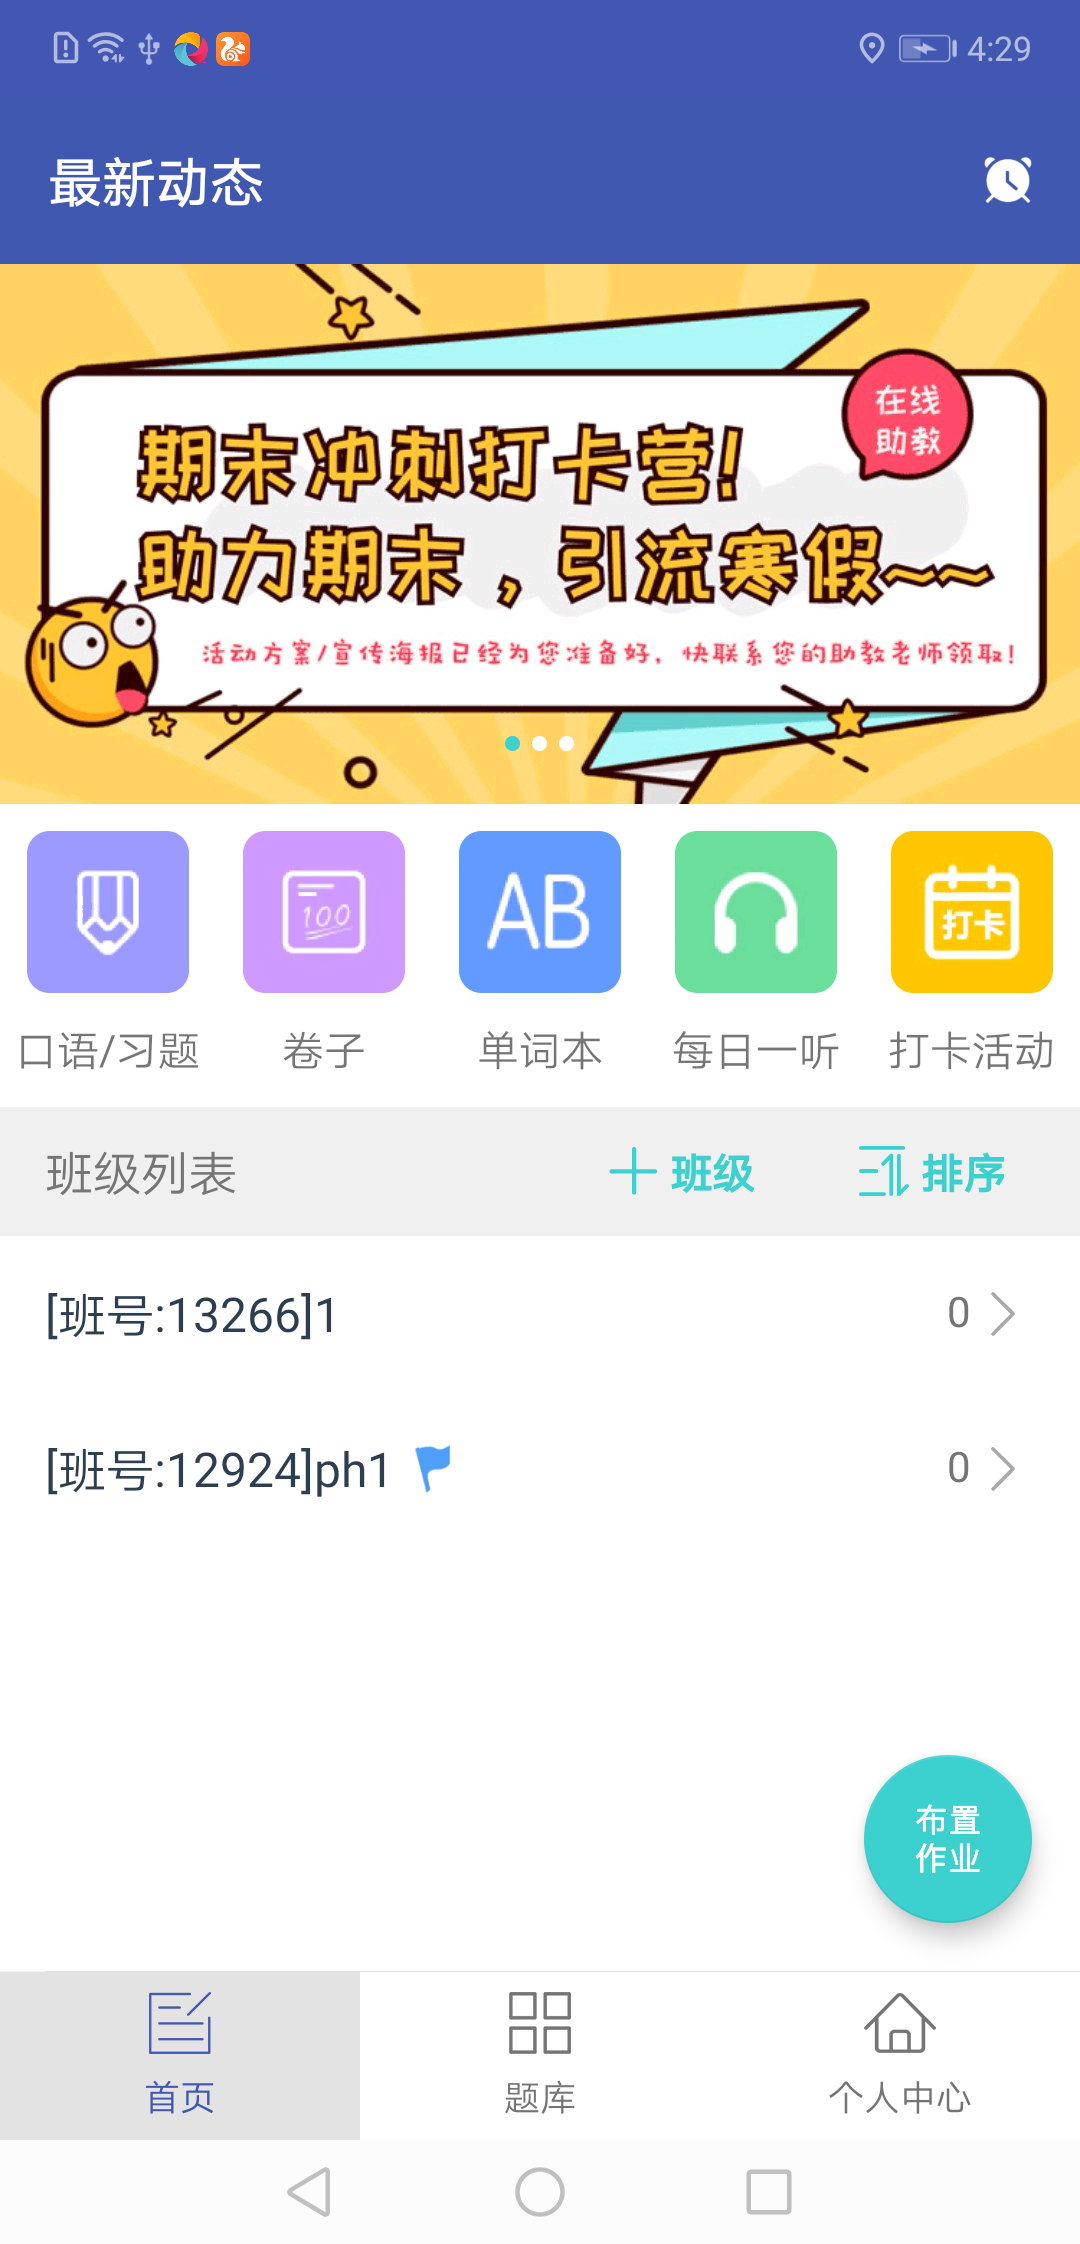 4:29
最新动态
在线
助教
期末冲刺打卡营!
助力期末，引流寒假~~
活动方案/宣传海报已经为您准备好，快联系您的助教老师领取!
100
AB
打卡
口语/习题
卷子
单词本
每日一听
打卡活动
班级列表
班级
排序
[班号:13266]1
0
[班号:12924]ph1
0
布置
作业
首页
题库
个人中心